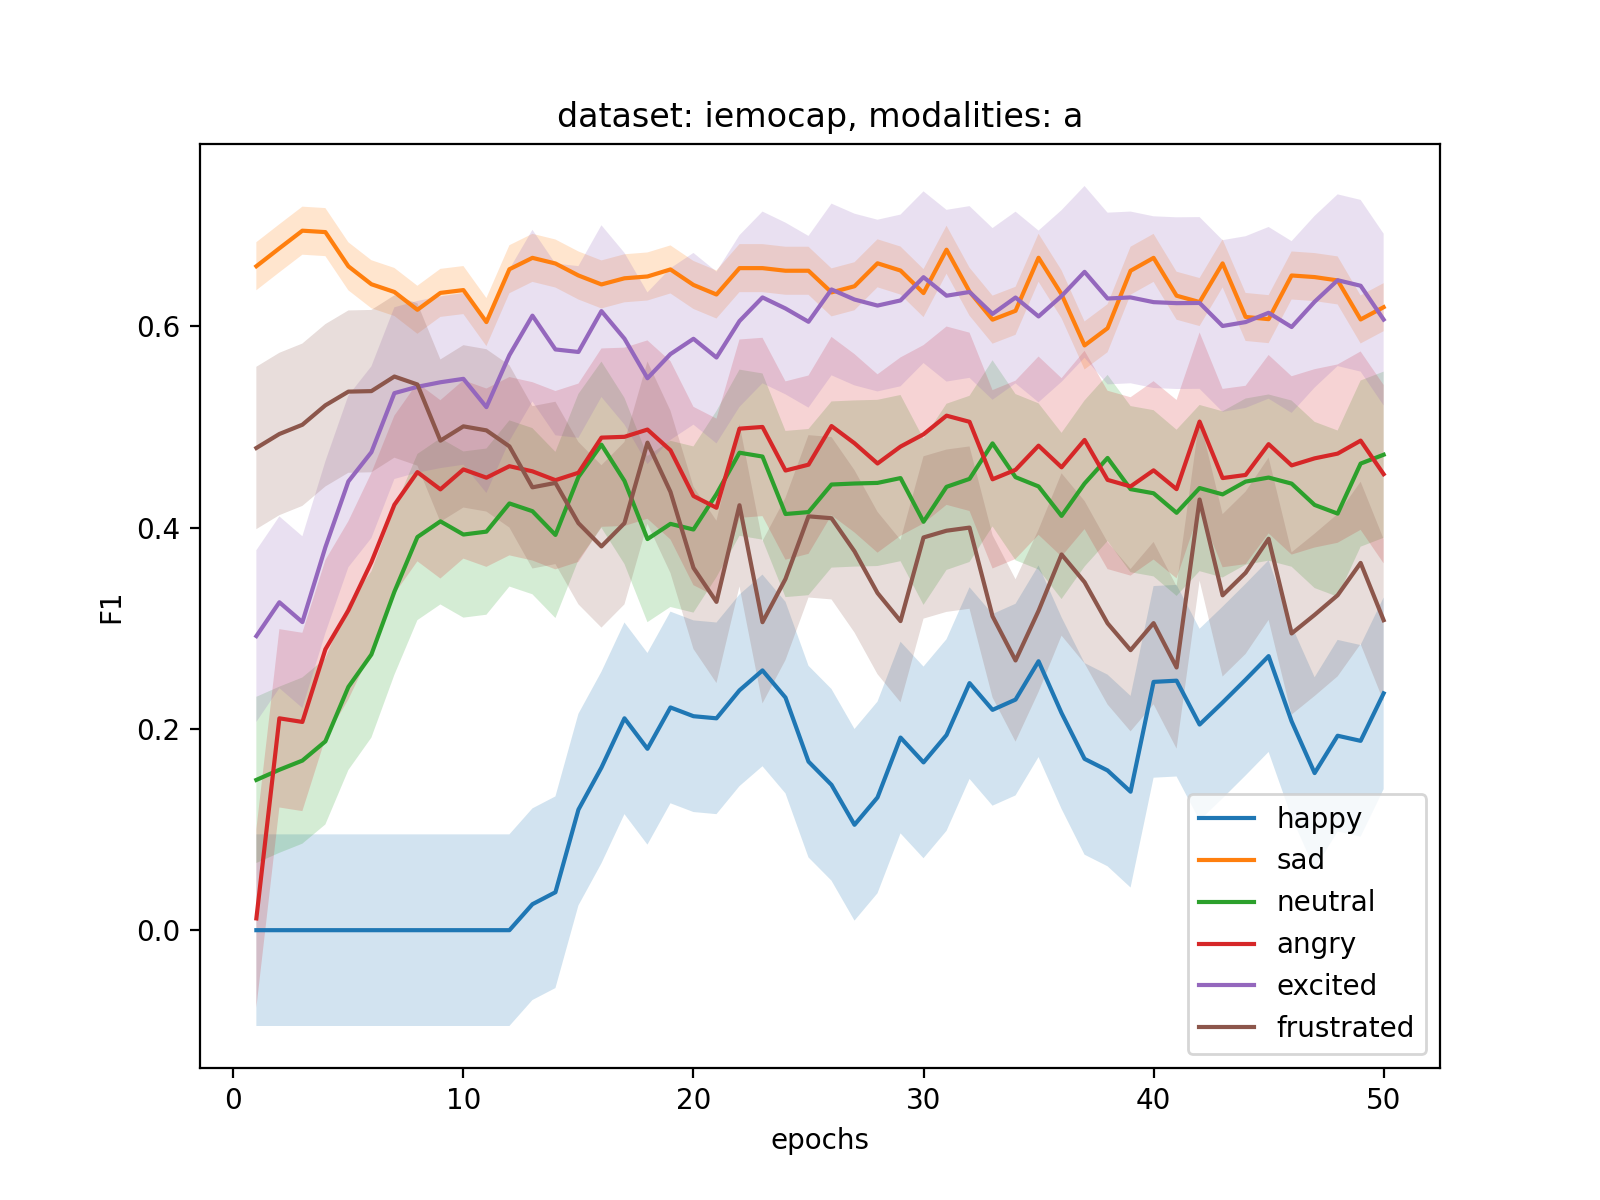 dataset: iemocap, modalities: a
F1
0.6
0.4
0.2
0.0
0 10 20 30 40 50
epochs
happy
sad
neutral
angry
excited
frustrated